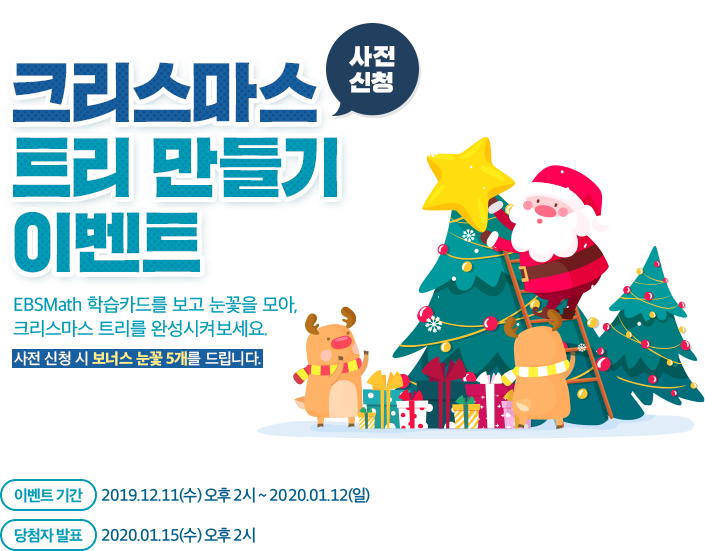 사전
신청
크리스마스
트리 만들기
이벤트
EBSMath 학습카드를 보고 눈꽃을 모아,
크리스마스 트리를 완성시켜보세요.
사전 신청 시 보너스 눈꽃 5개를 드립니다.
이벤트 기간 2019.12.11(수) 오후 2시 ~ 2020.01.12(일)
당첨자 발표 2020.01.15(수) 오후 2시